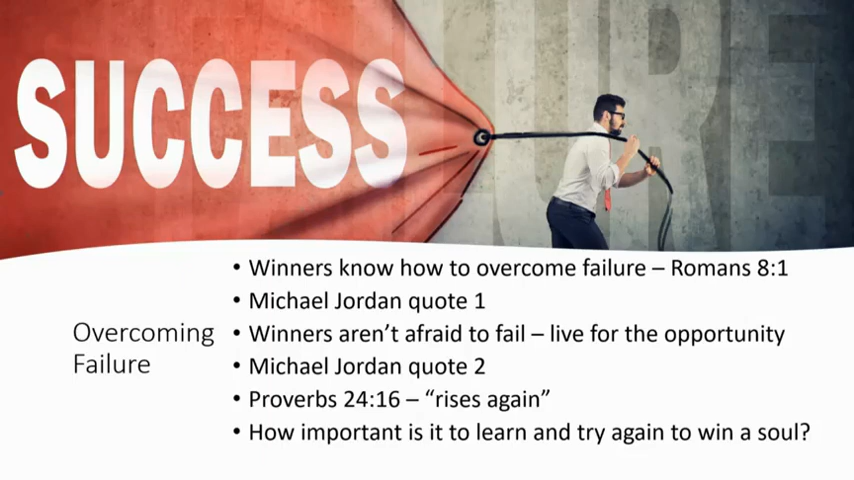 SUCCESS
Overcoming
Failure
• Winners know how to overcome failure – Romans 8:1
• Michael Jordan quote 1
• Winners aren’t afraid to fail – live for the opportunity
• Michael Jordan quote 2
• Proverbs 24:16 – “rises again”
• How important is it to learn and try again to win a soul?